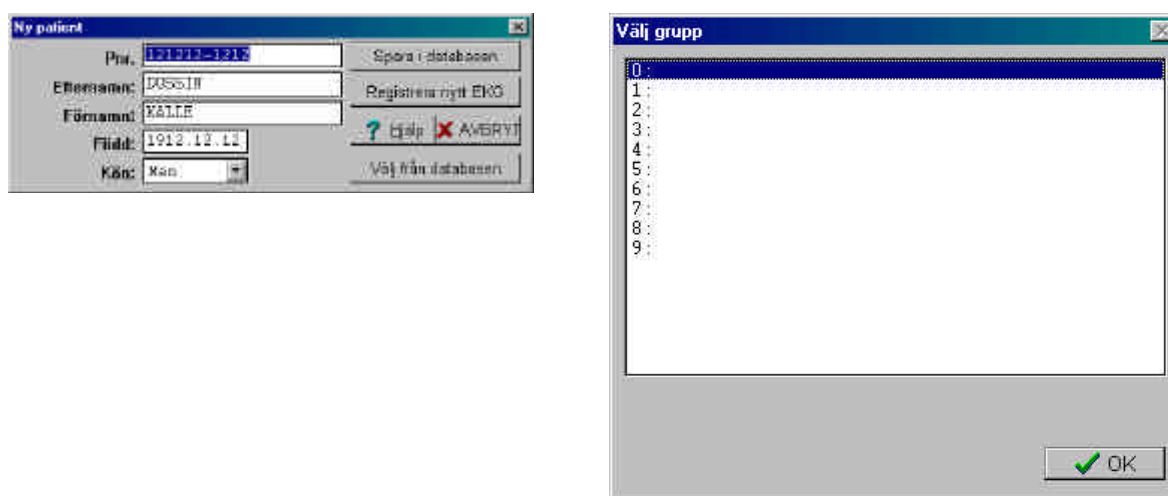 Ny patient
Pnr. 121212-1212
Spara i databasen
Efternamn: DUSSIN
Registrera nytt EKG
Förnamn: KALLE
? Hjälp AVBRYT
Född: 1912.12.12
Kön: Man
Välj från databasen
Välj grupp
0 :
1 :
2 :
3 :
4 :
5 :
6 :
7 :
8 :
9 :
OK